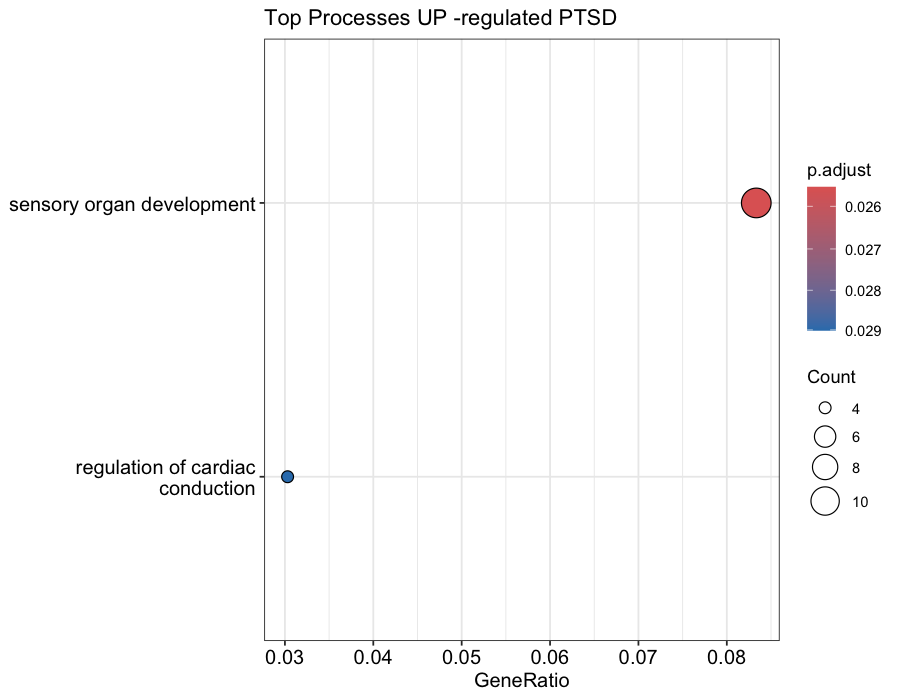 Top Processes UP -regulated PTSD
sensory organ development
regulation of cardiac
conduction
0.03 0.04 0.05 0.06 0.07 0.08
GeneRatio
p.adjust
0.026
0.027
0.028
0.029
Count
4
6
8
10